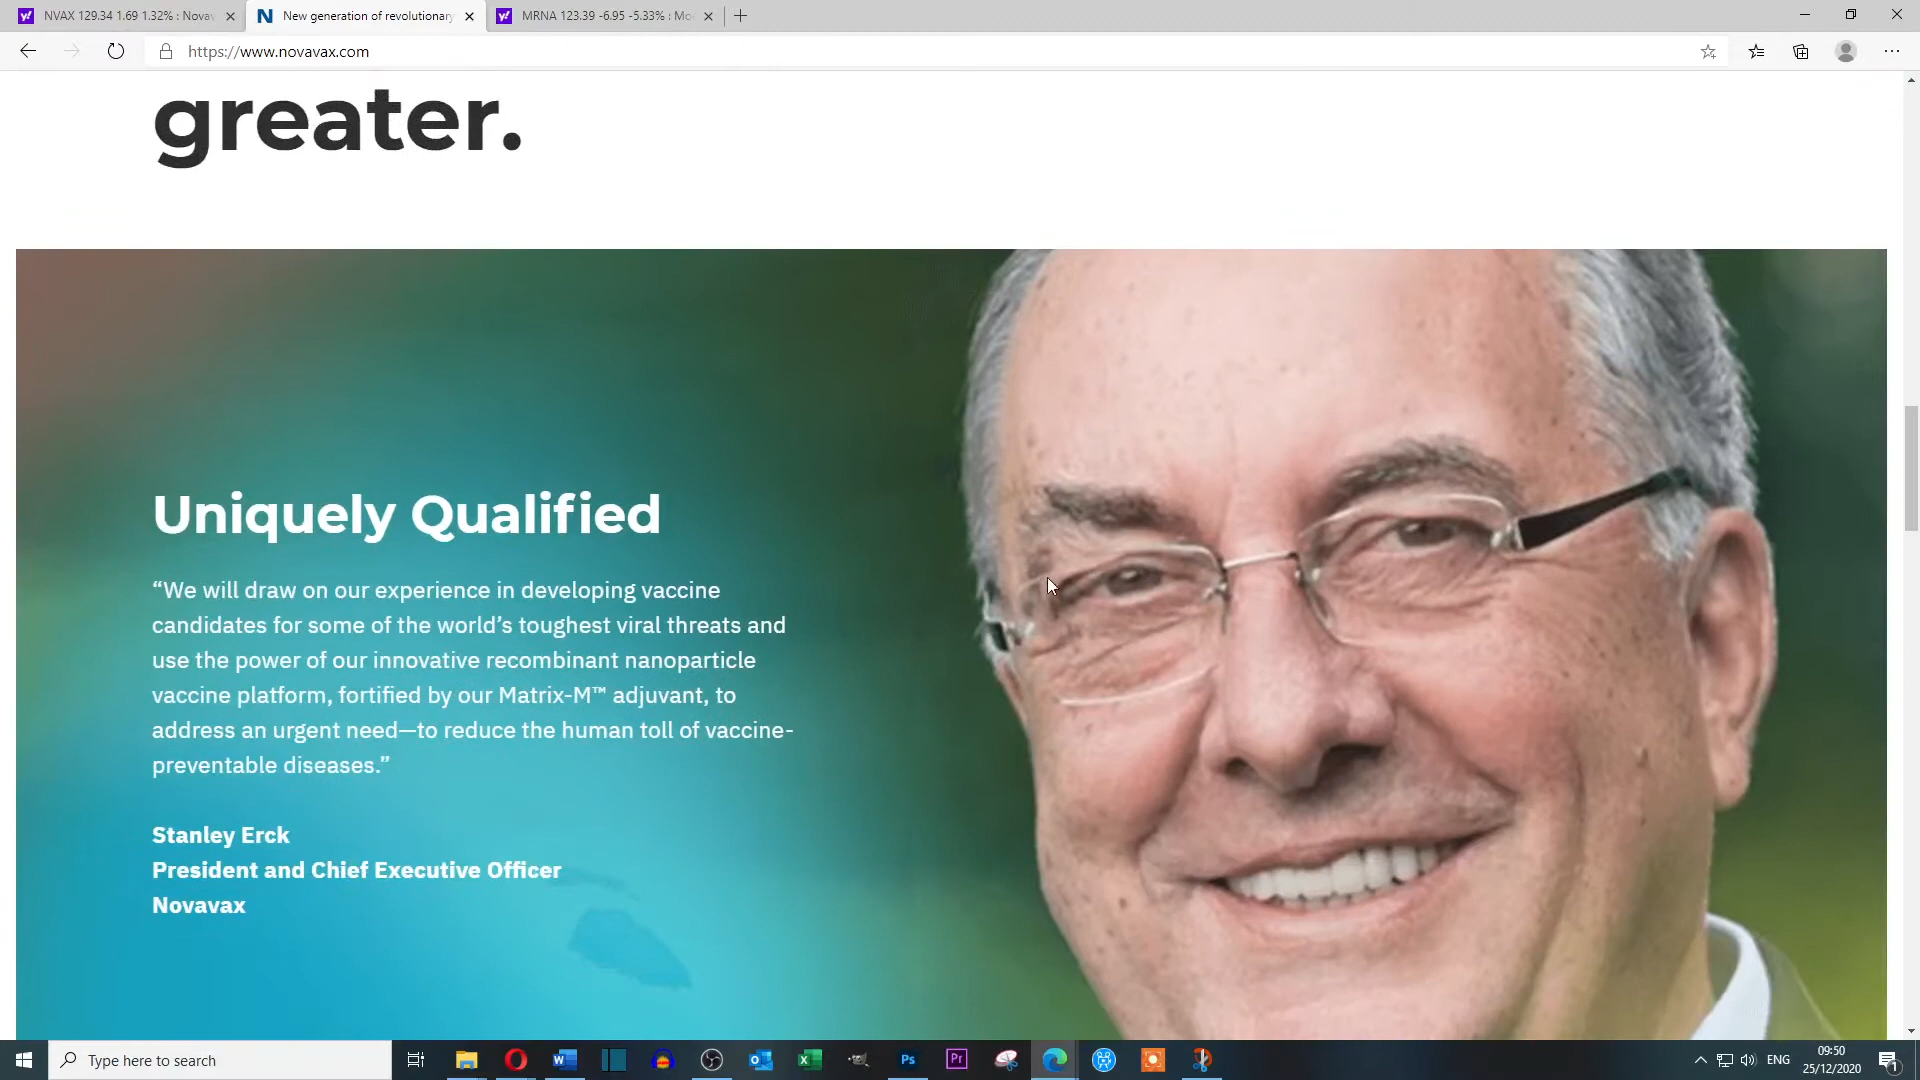 NVAX 129.34 1.69 1.32% : Novav
New generation of revolutionary
MRNA 123.39 -6.95 -5.33% : Mo
https://www.novavax.com
greater.
Uniquely Qualified
“We will draw on our experience in developing vaccine
candidates for some of the world’s toughest viral threats and
use the power of our innovative recombinant nanoparticle
vaccine platform, fortified by our Matrix-M™ adjuvant, to
address an urgent need—to reduce the human toll of vaccine-
preventable diseases.”
Stanley Erck
President and Chief Executive Officer
Novavax
Type here to search
ENG
09:50
25/12/2020